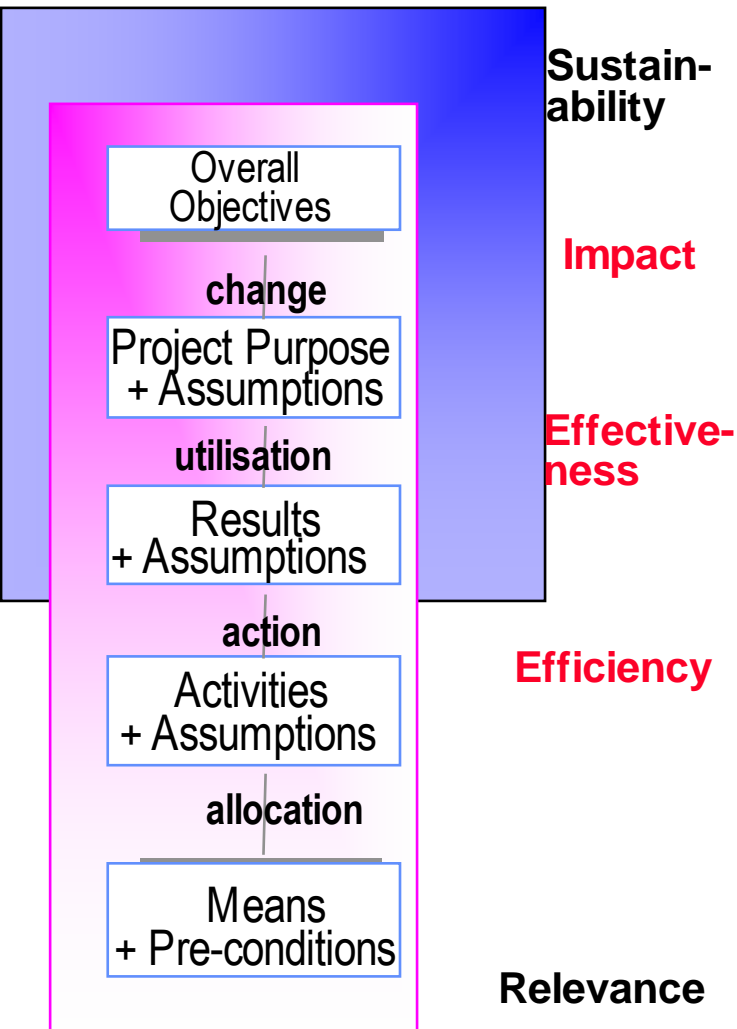 Sustain-
ability
Overall
Objectives
Impact
change
Project Purpose
+ Assumptions
Effective-
ness
utilisation
Results
+ Assumptions
action
Efficiency
Activities
+ Assumptions
allocation
Means
+ Pre-conditions
Relevance